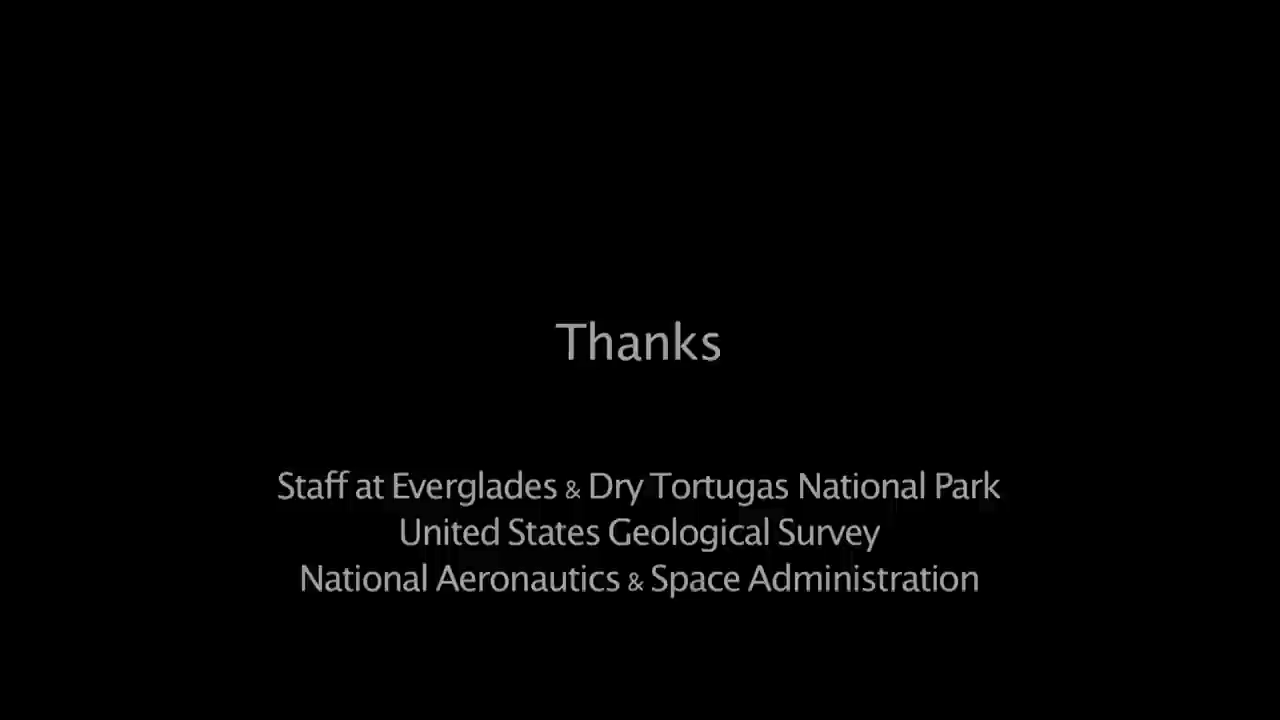 Thanks
Staff at Everglades & Dry Tortugas National Park
United States Geological Survey
National Aeronautics & Space Administration